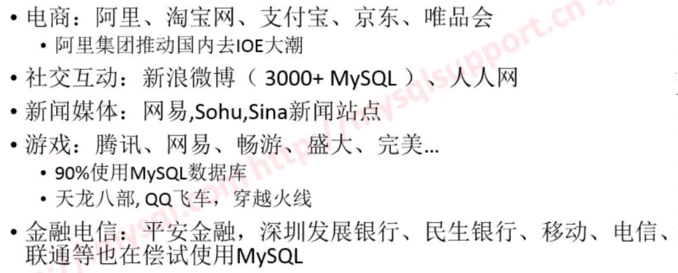 • 电商：阿里、淘宝网、支付宝、京东、唯品会
• 阿里集团推动国内去IOE大潮
• 社交互动：新浪微博（ 3000+ MySQL ）、人人网
• 新闻媒体：网易,Sohu,Sina新闻站点
• 游戏：腾讯、网易、畅游、盛大、完美…
• 90%使用MySQL数据库
• 天龙八部, QQ飞车，穿越火线
• 金融电信：平安金融，深圳发展银行、民生银行、移动、电信、
联通等也在偿试使用MySQL